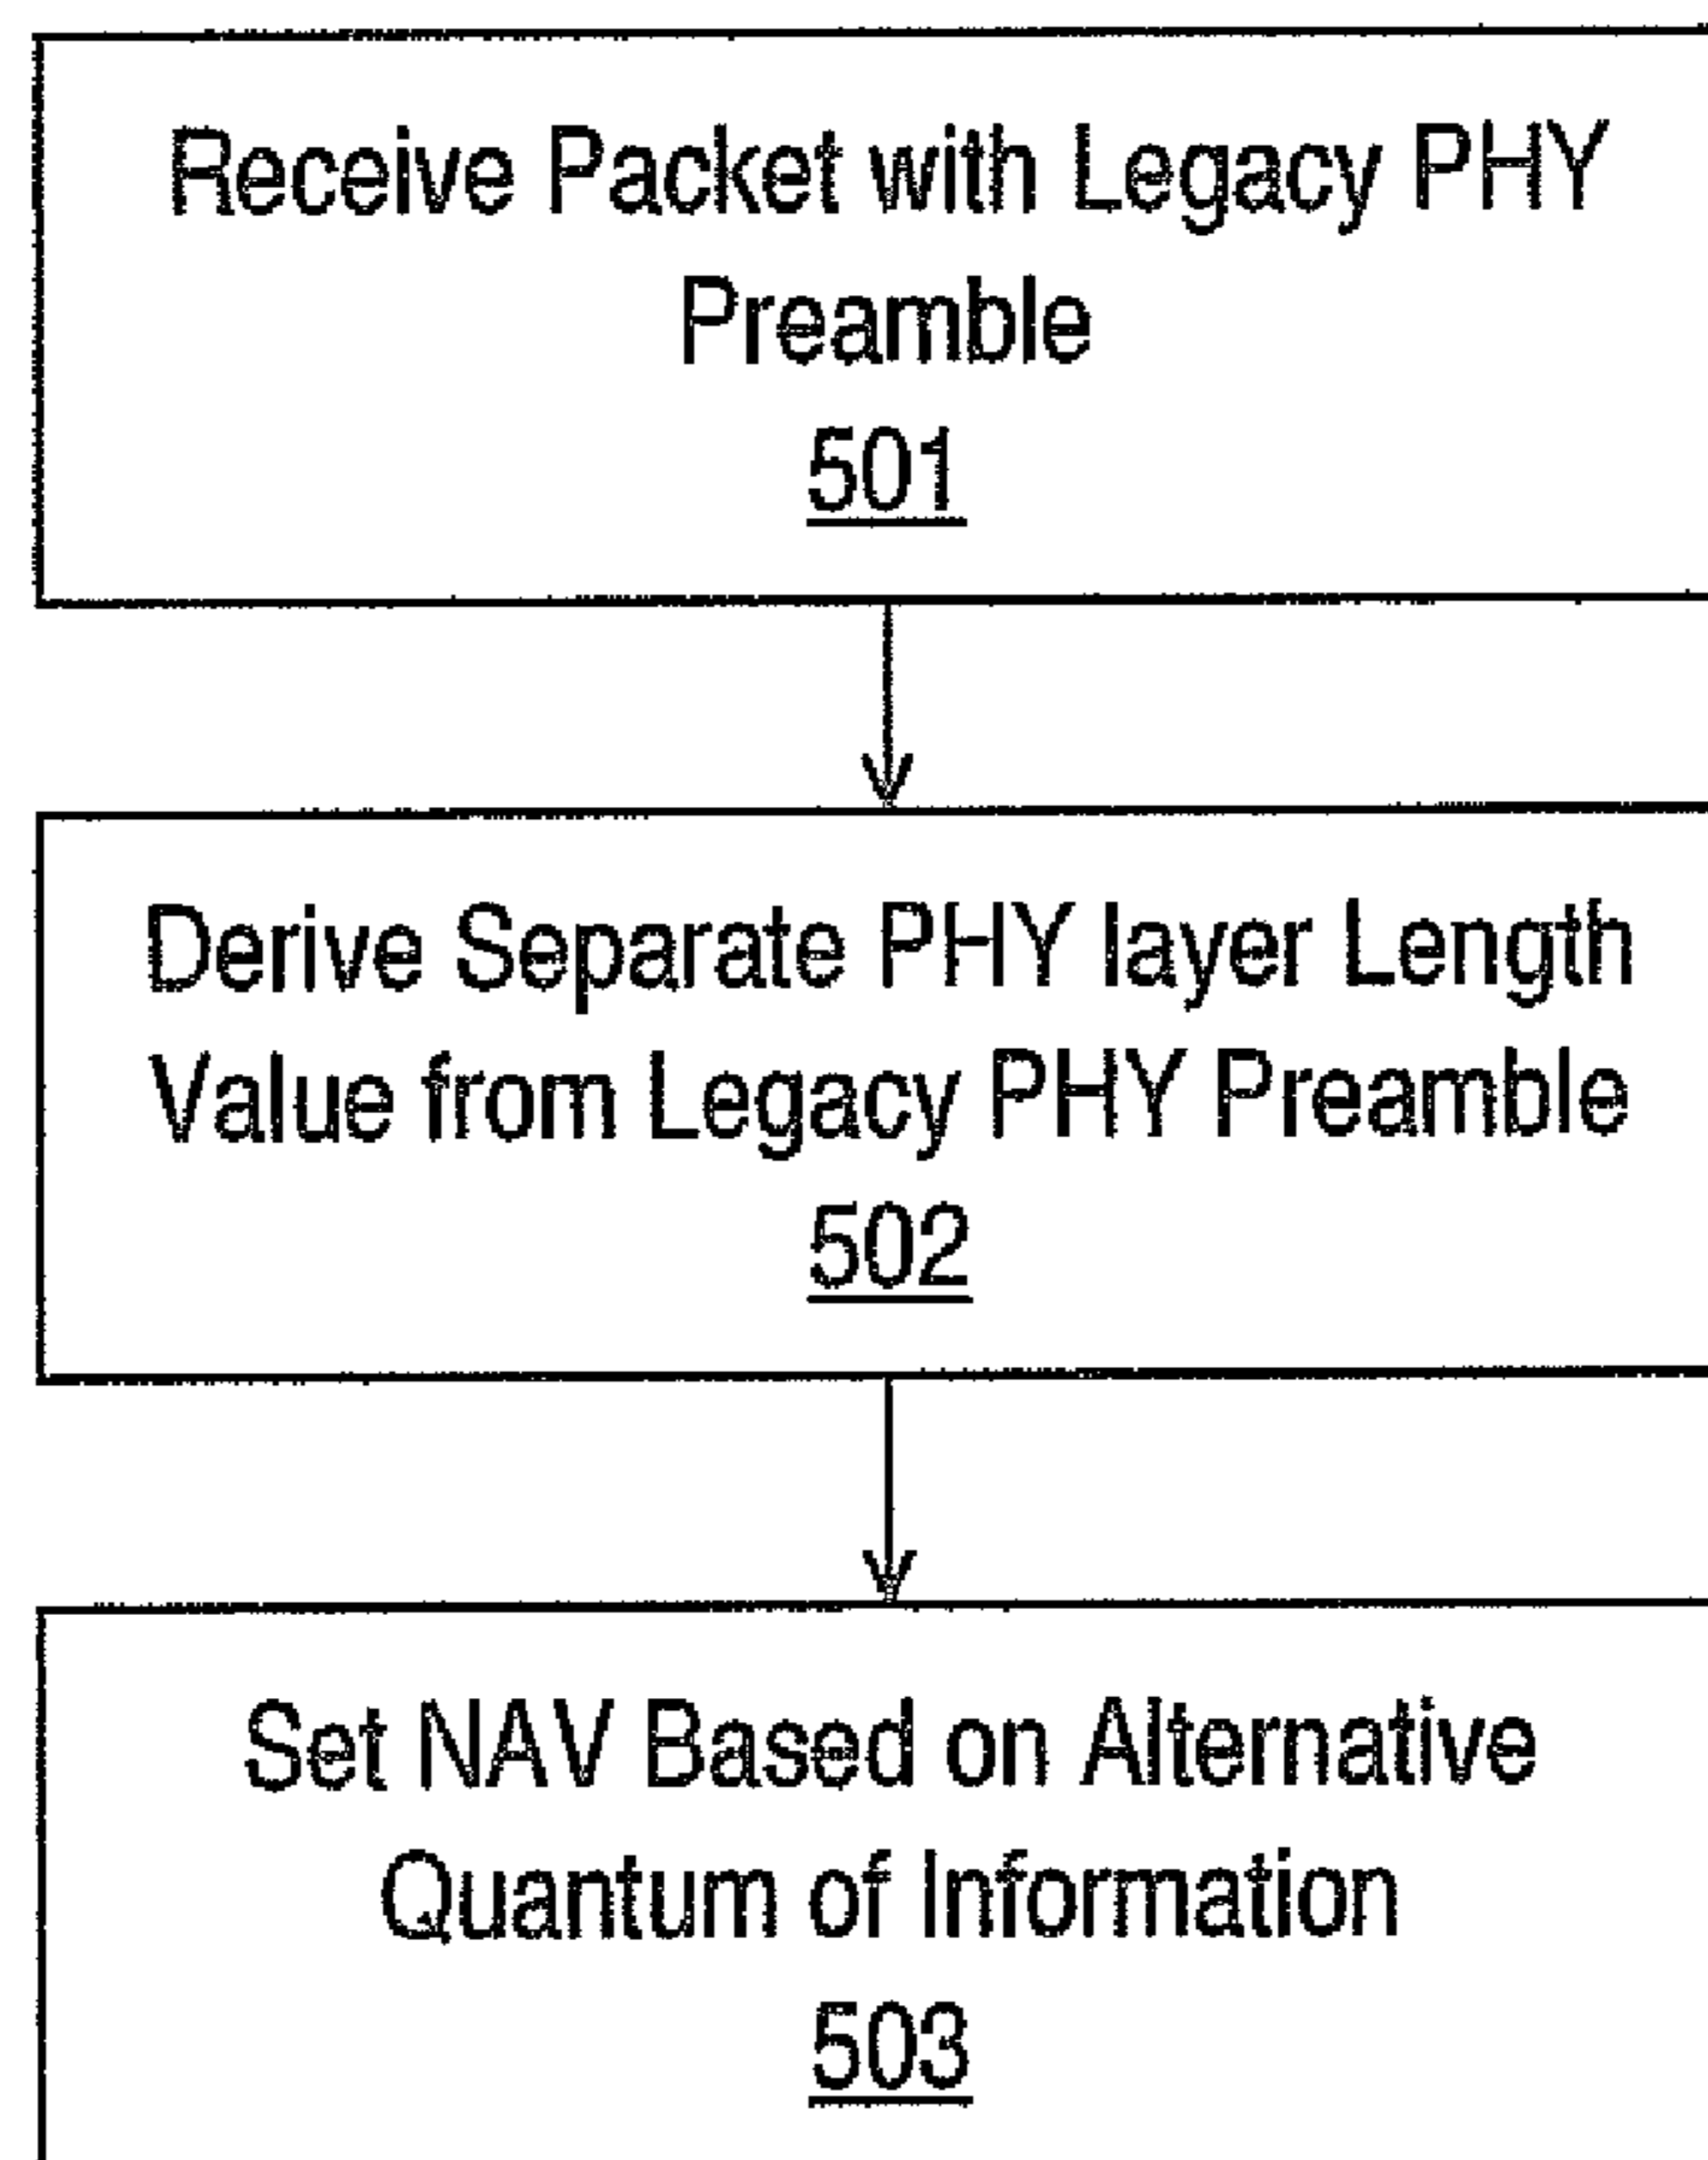 Receive Packet with Legacy PHY
Preamble
501
Derive Separate PHY layer Length
Value from Legacy PHY Preamble
502
Set NAV Based on Alternative
Quantum of Information
503